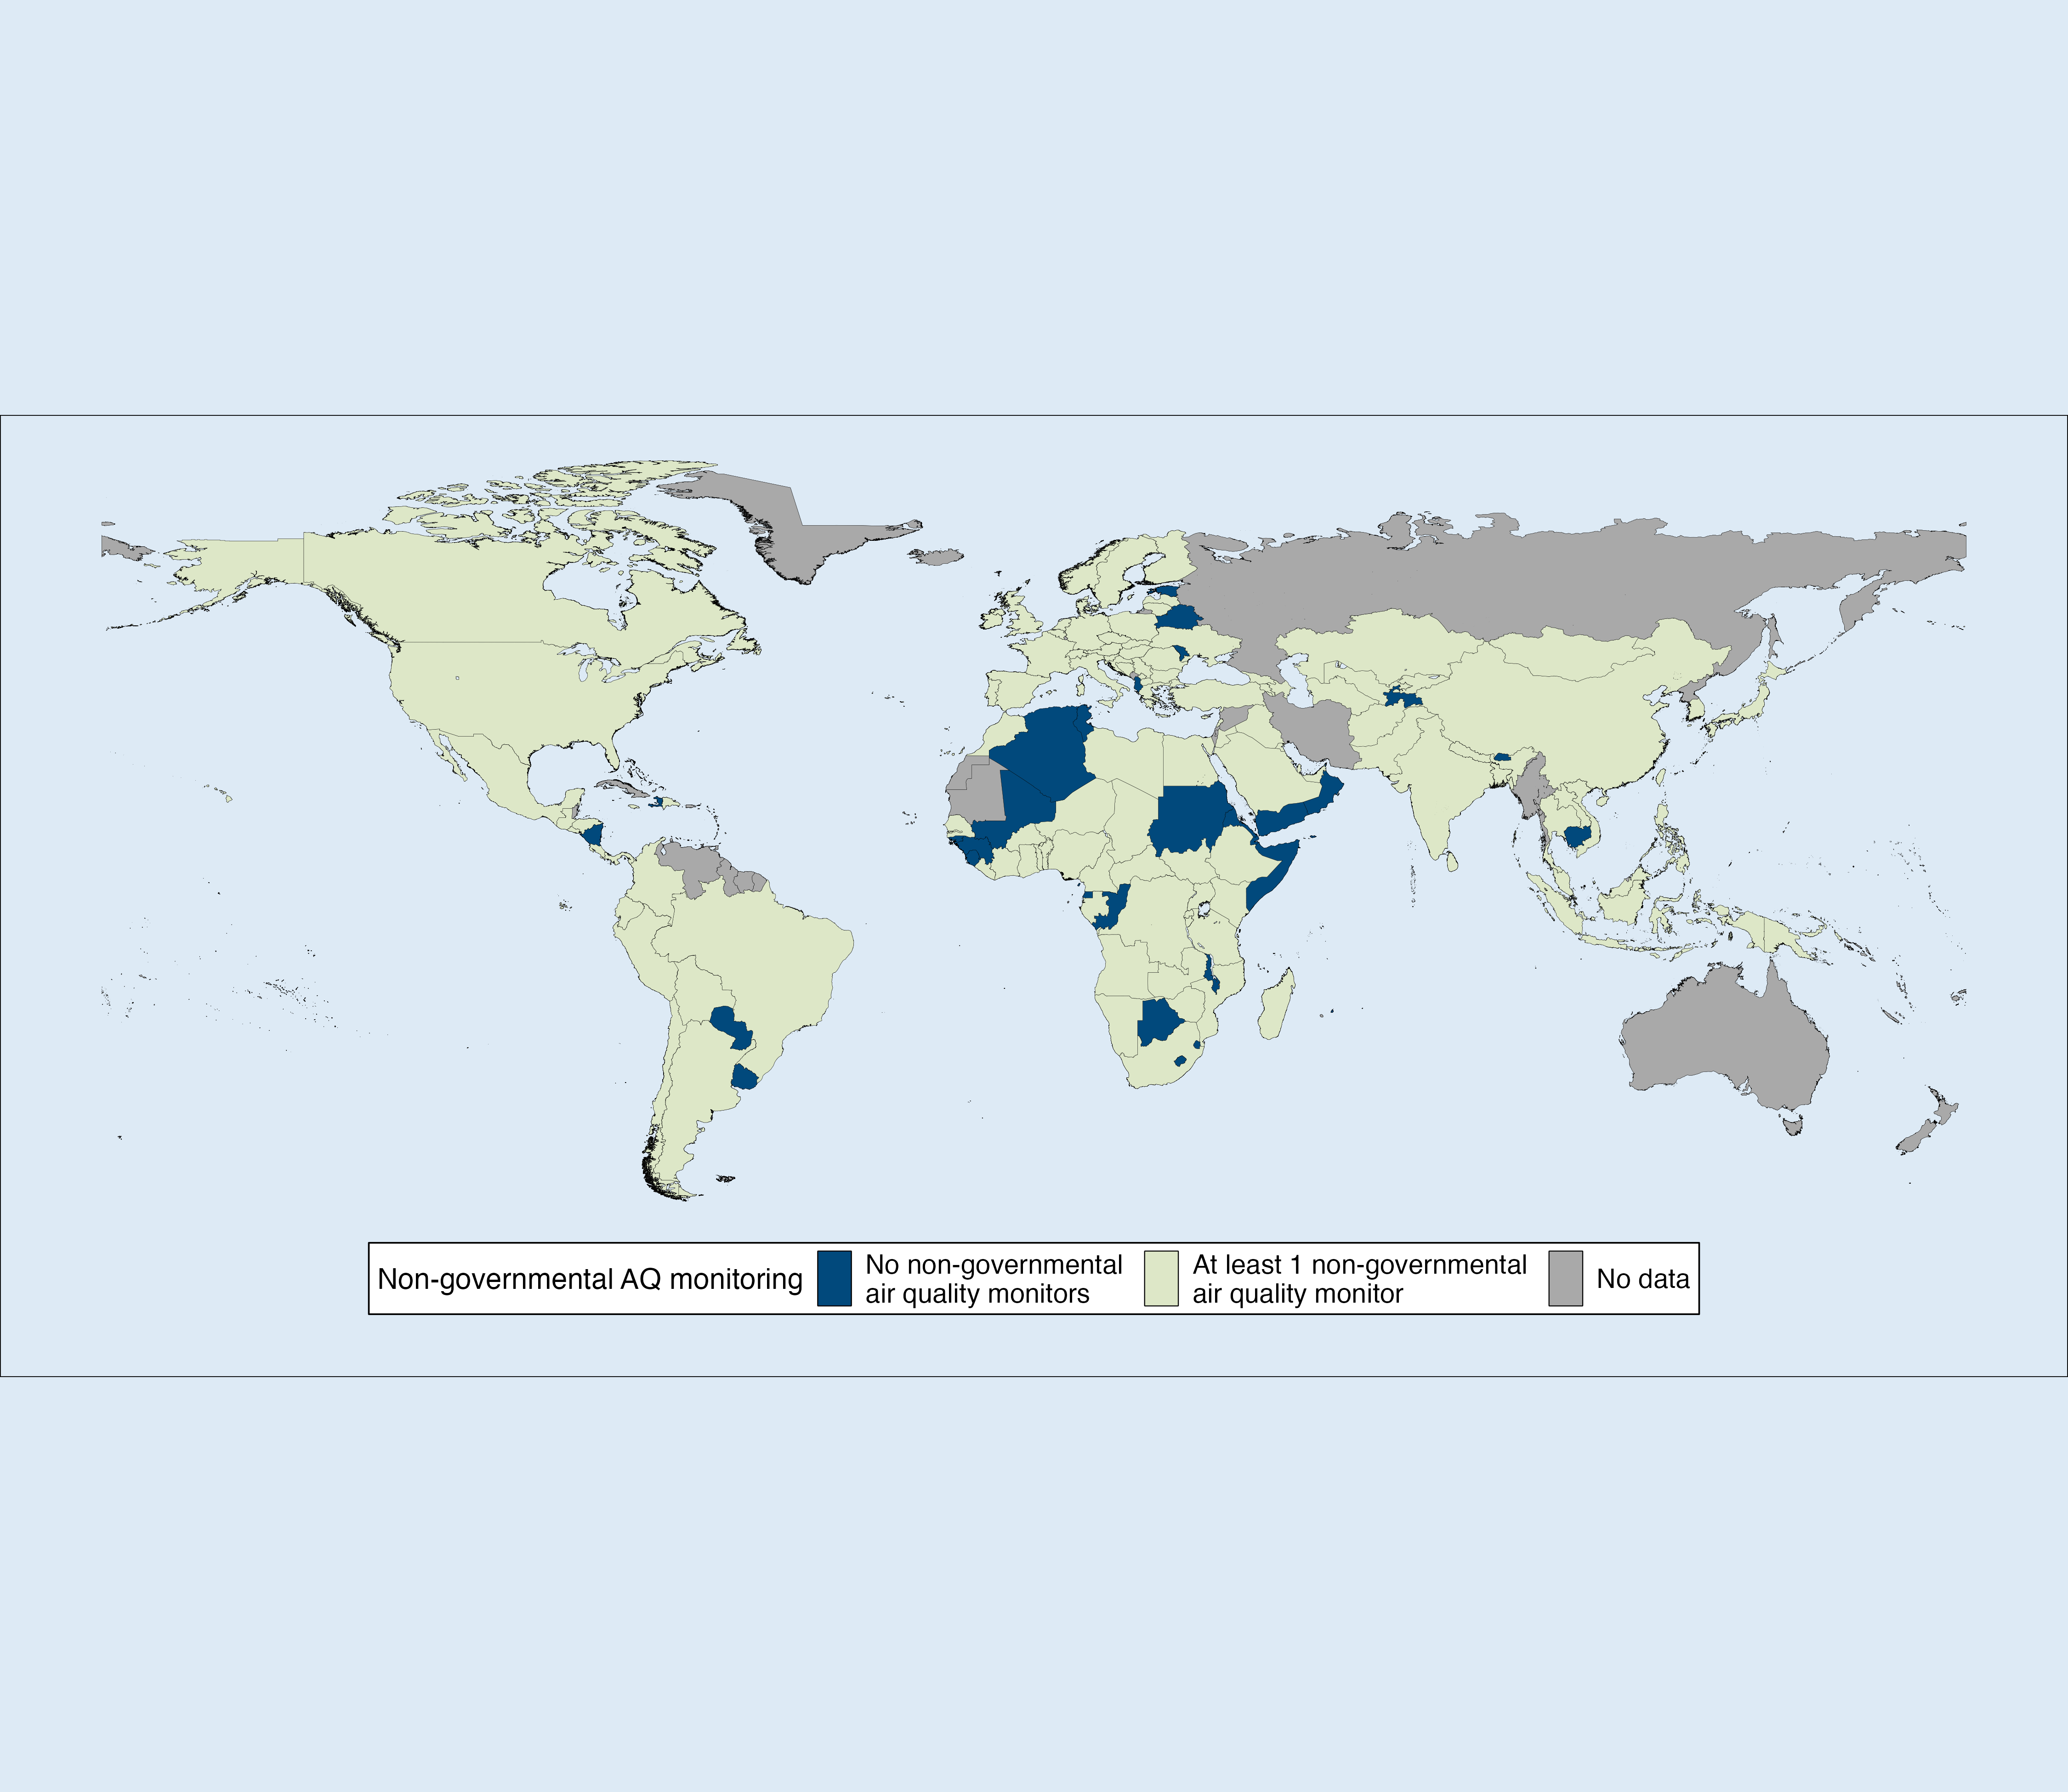 Non-governmental AQ monitoring
No non-governmental
air quality monitors
At least 1 non-governmental
air quality monitor
No data